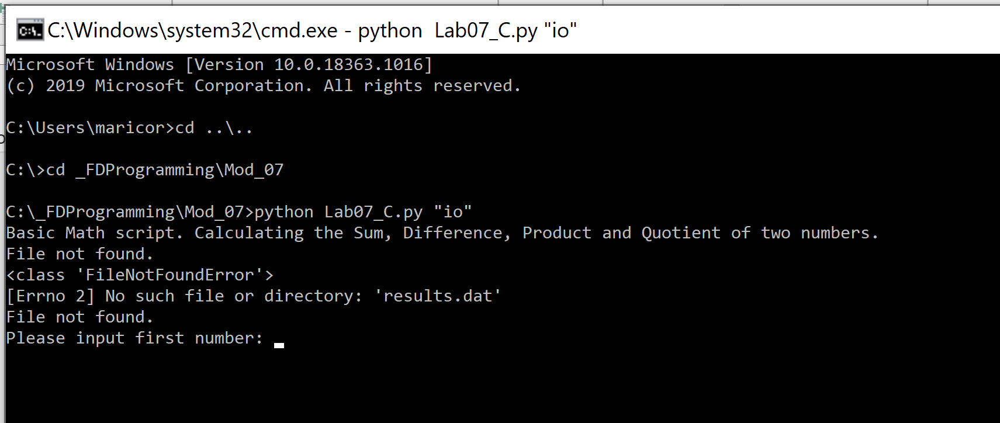 C:\Windows\system32\cmd.exe - python  Lab07_C.py "io"
Microsoft Windows [Version 10.0.18363.1016]
(c) 2019 Microsoft Corporation. All rights reserved.
C:\Users\maricor>cd ..\..
C:\>cd _FDProgramming\Mod_07
C:\_FDProgramming\Mod_07>python Lab07_C.py "io"
Basic Math script. Calculating the Sum, Difference, Product and Quotient of two numbers.
File not found.
<class 'FileNotFoundError'>
[Errno 2] No such file or directory: 'results.dat'
File not found.
Please input first number: